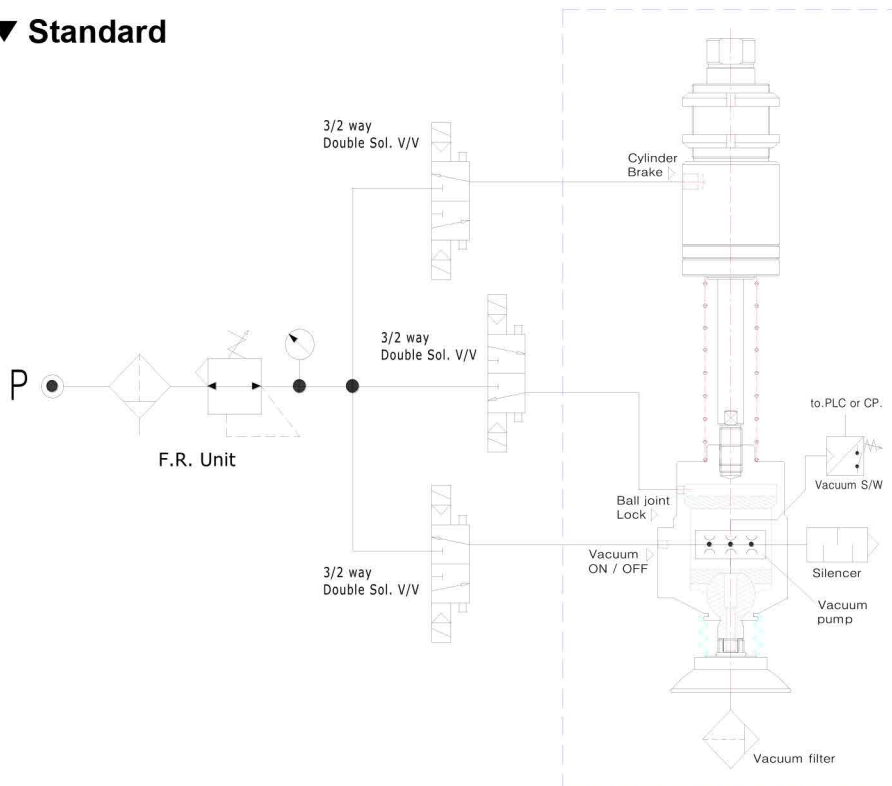 ▼ Standard
3/2 way
Double Sol. V/V
Cylinder
Brake
3/2 way
Double Sol. V/V
P
F.R. Unit
to.PLC or CP.
Vacuum S/W
Ball joint
Lock
3/2 way
Double Sol. V/V
Vacuum
ON / OFF
Silencer
Vacuum
pump
Vacuum filter